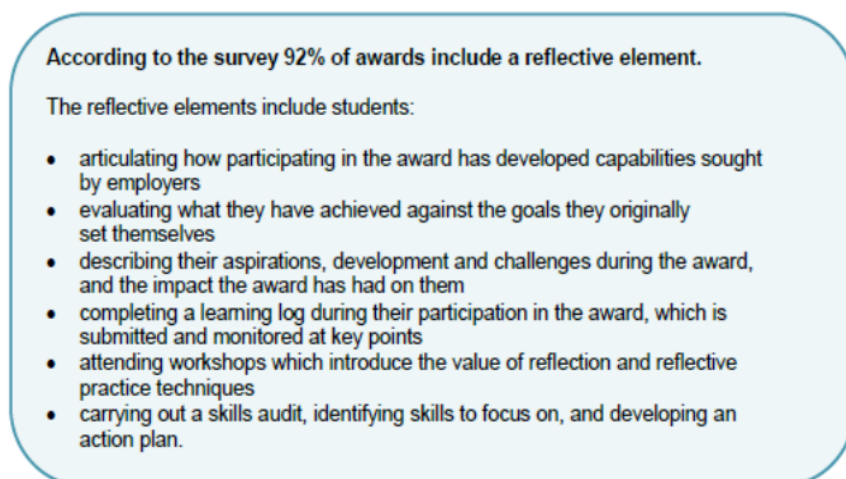 According to the survey 92% of awards include a reflective element.
The reflective elements include students:
• articulating how participating in the award has developed capabilities sought
by employers
• evaluating what they have achieved against the goals they originally
set themselves
• describing their aspirations, development and challenges during the award,
and the impact the award has had on them
• completing a learning log during their participation in the award, which is
submitted and monitored at key points
• attending workshops which introduce the value of reflection and reflective
practice techniques
• carrying out a skills audit, identifying skills to focus on, and developing an
action plan.